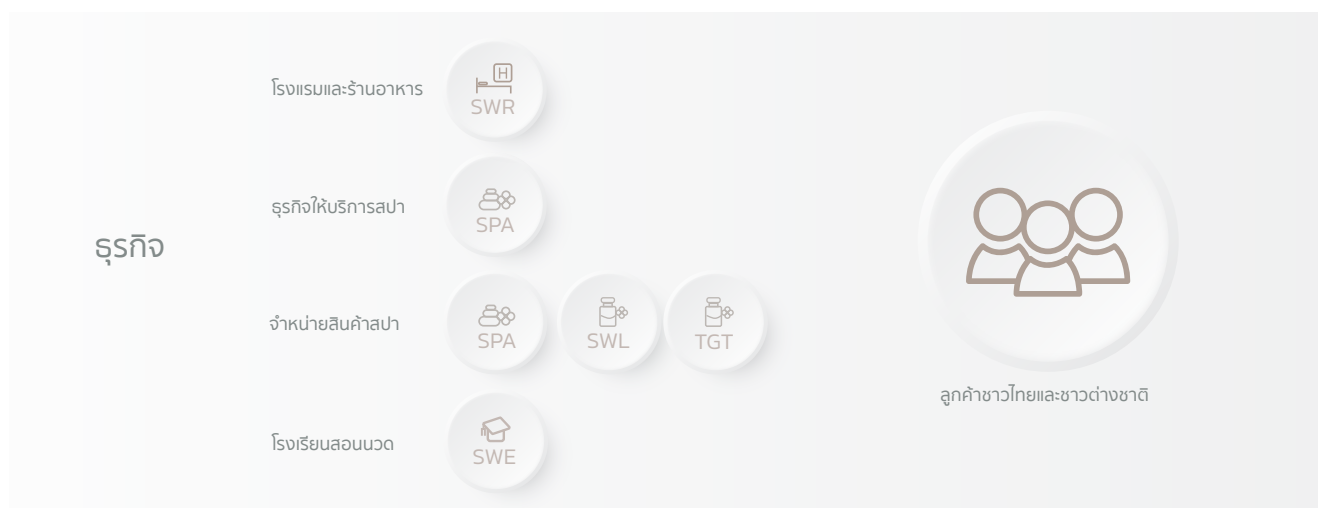 โรงแรมและร้านอาหาร
H
SWR
ธุรกิจให้บริการสปา
SPA
ธุรกิจ
จำหน่ายสินค้าสปา
SPA
SWL
TGT
ลูกค้าชาวไทยและชาวต่างชาติ
โรงเรียนสอนนวด
SWE